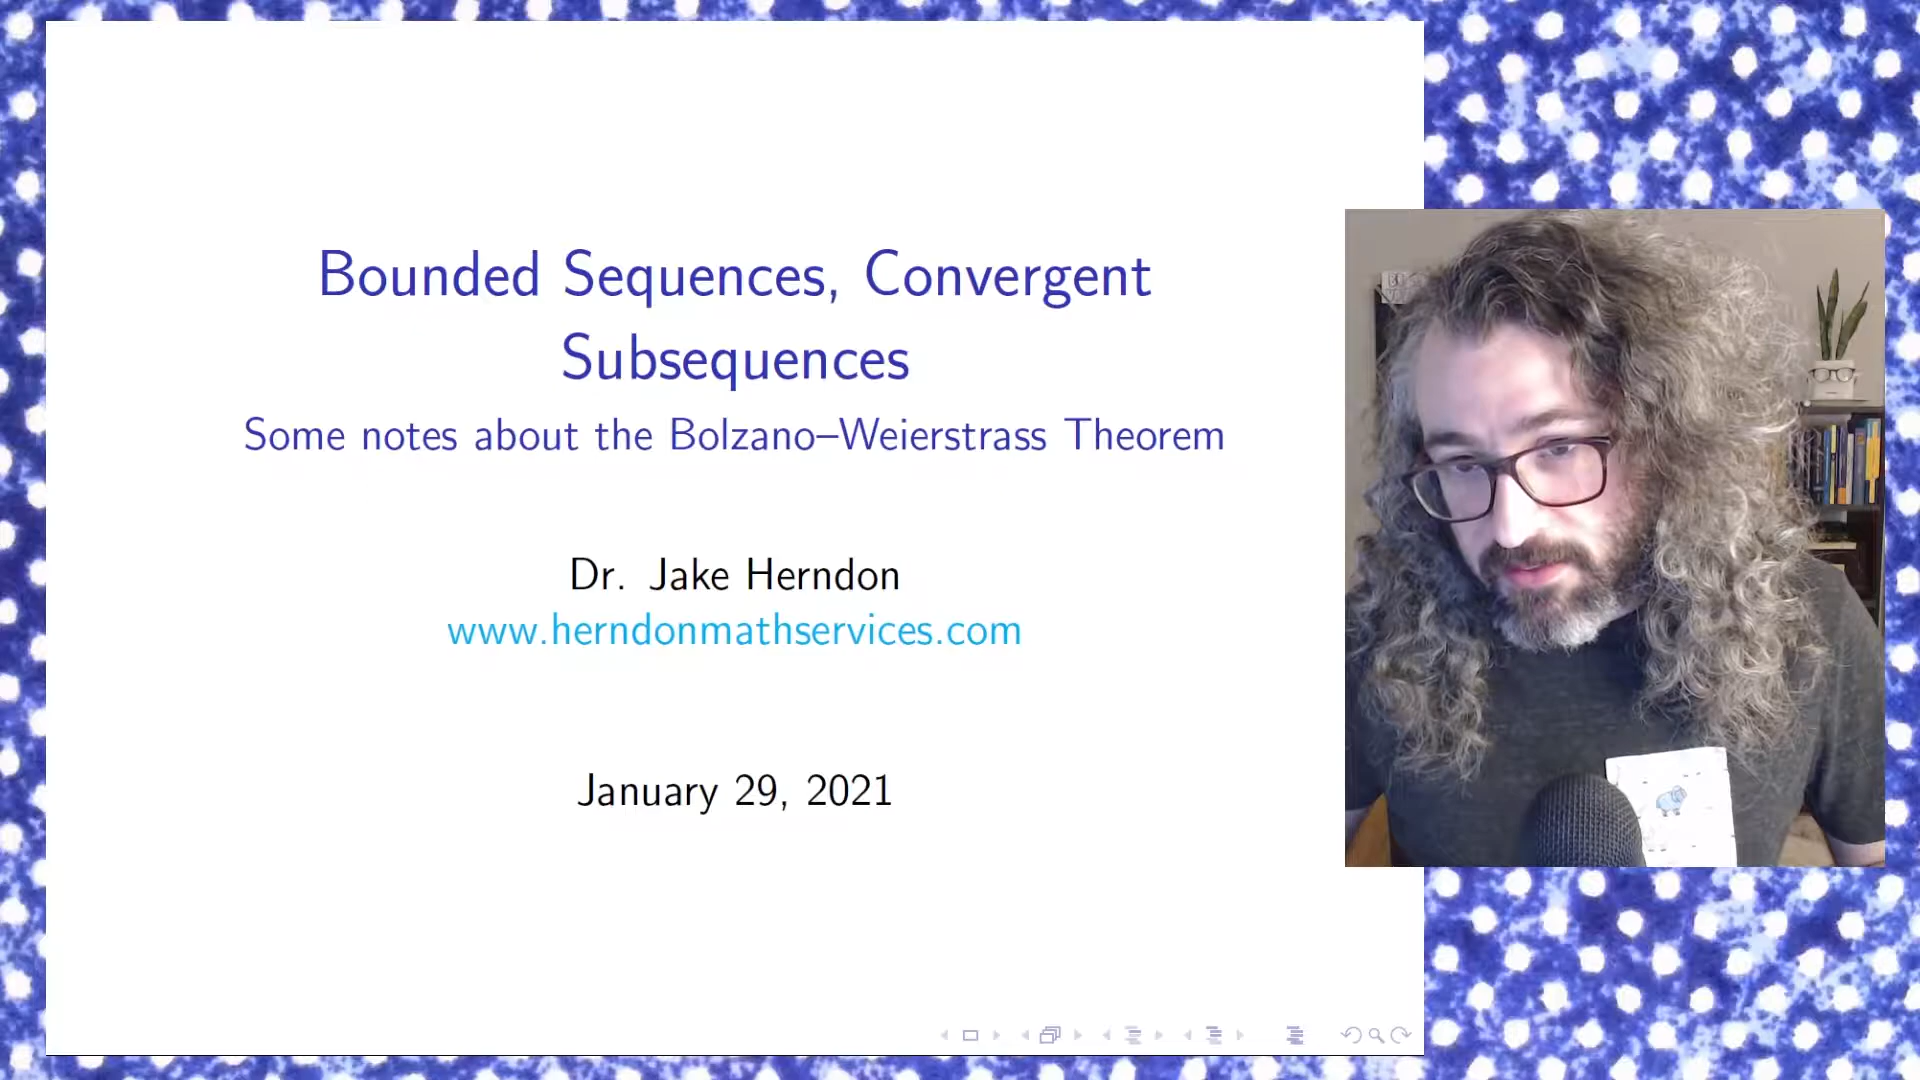 Bounded Sequences, Convergent
Subsequences
Some notes about the Bolzano–Weierstrass Theorem
Dr. Jake Herndon
www.herndonmathservices.com
January 29, 2021